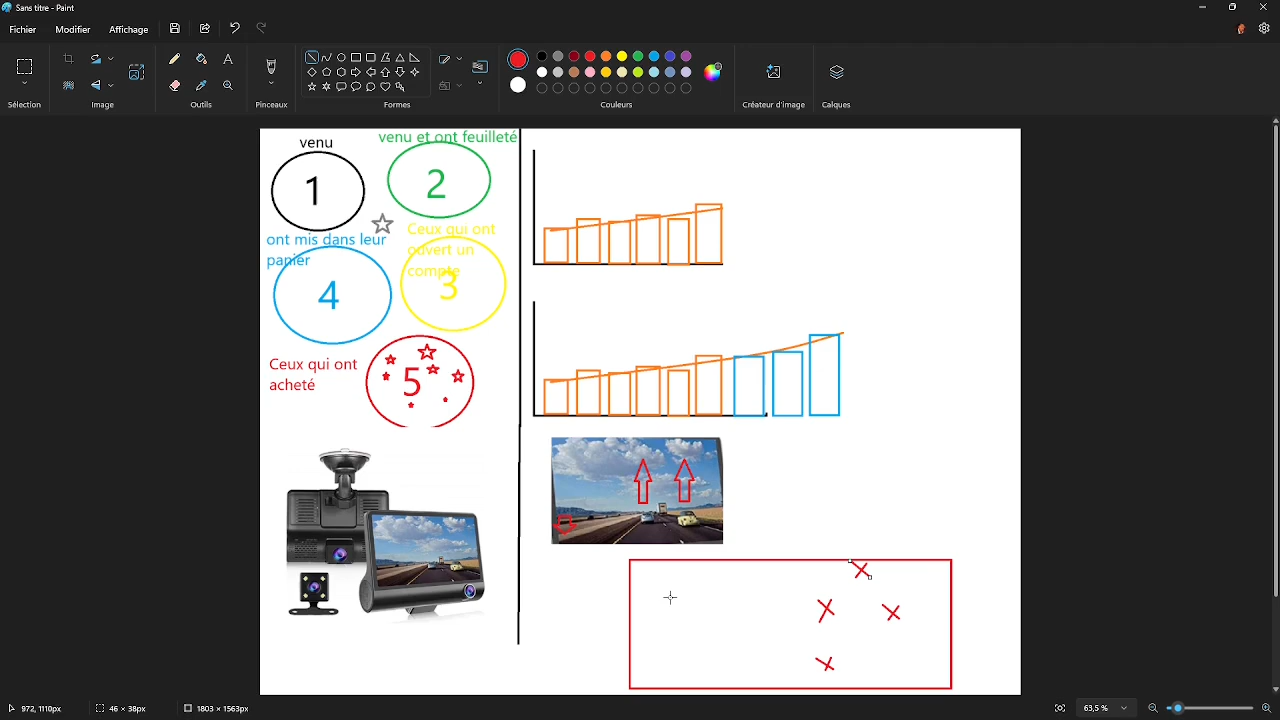 Sans titre - Paint
Fichier Modifier Affichage
Sélection Image Outils Pinceaux Formes Couleurs Créateur d'image Calques
venu
1
venu et ont feuilleté
2
ont mis dans leur
panier
4
Ceux qui ont
ouvert un
compte
3
Ceux qui ont
acheté
5
972, 1110px 46 × 38px 1803 × 1563px 63,5 %